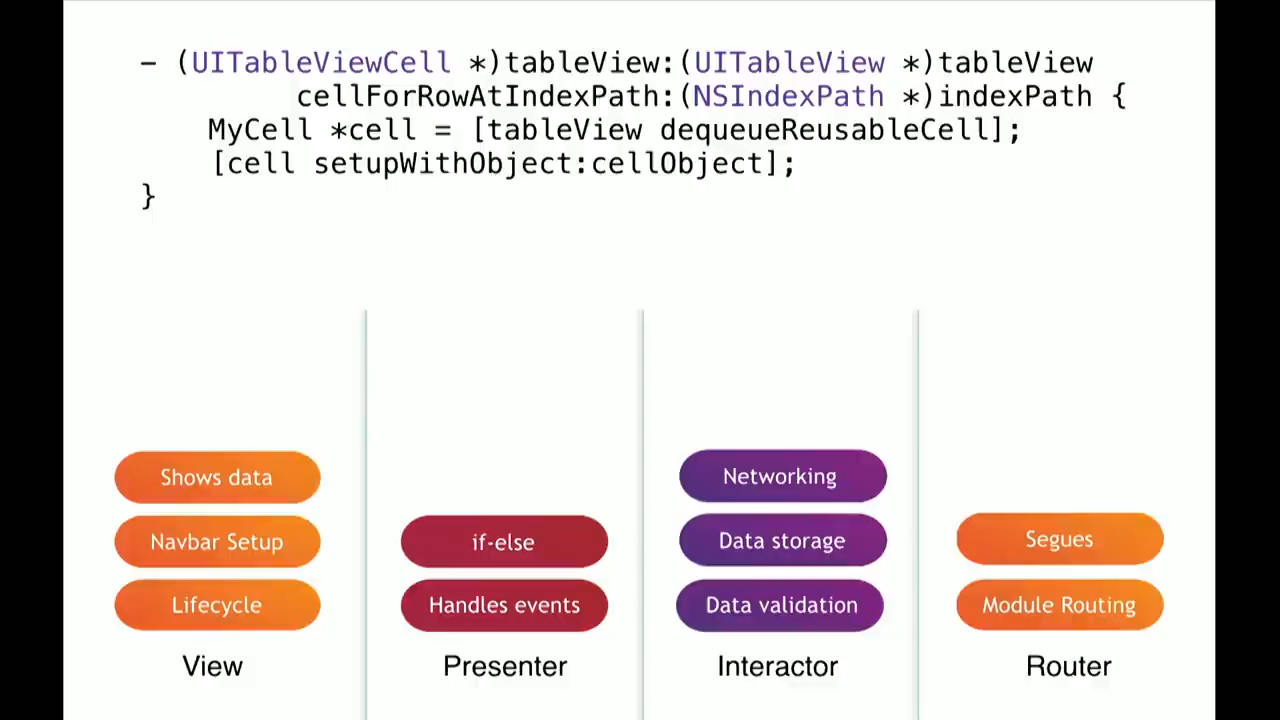 - (UITableViewCell *)tableView:(UITableView *)tableView
cellForRowAtIndexPath:(NSIndexPath *)indexPath {
MyCell *cell = [tableView dequeueReusableCell];
[cell setupWithObject:cellObject];
}
Shows data
Navbar Setup
Lifecycle
View
if-else
Handles events
Presenter
Networking
Data storage
Data validation
Interactor
Segues
Module Routing
Router